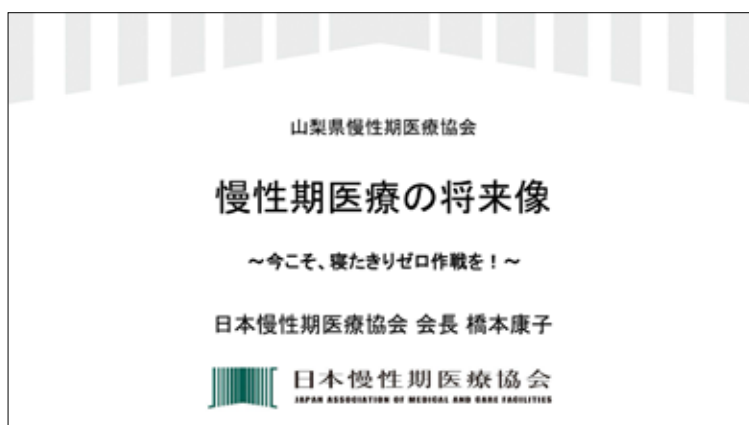 山梨県慢性期医療協会
慢性期医療の将来像
～今こそ、寝たきりゼロ作戦を！～
日本慢性期医療協会 会長 橋本康子
日本慢性期医療協会
JAPAN ASSOCIATION OF MEDICAL AND CARE FACILITIES